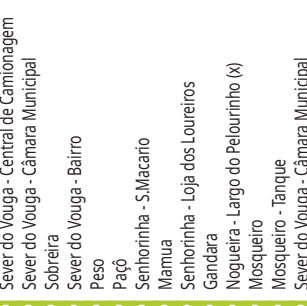 Sever do Vouga - Central de Camionagem
Sever do Vouga - Câmara Municipal
Sobreira
Sever do Vouga - Bairro
Peso
Paçô
Senhorinha - S.Macario
Mamua
Senhorinha - Loja dos Loureiros
Gandara
Nogueira - Largo do Pelourinho (x)
Mosqueiro
Mosqueiro - Tanque
Sever do Vouga - Câmara Municipal